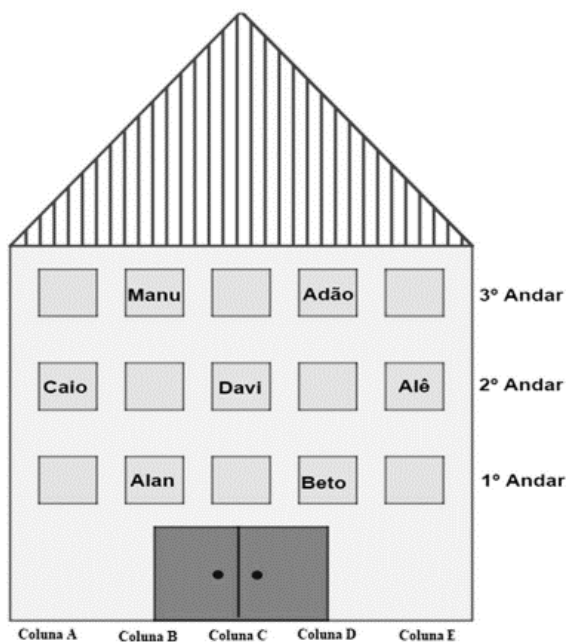 Manu Adão 3º Andar
Caio Davi Alê 2º Andar
Alan Beto 1º Andar
Coluna A Coluna B Coluna C Coluna D Coluna E